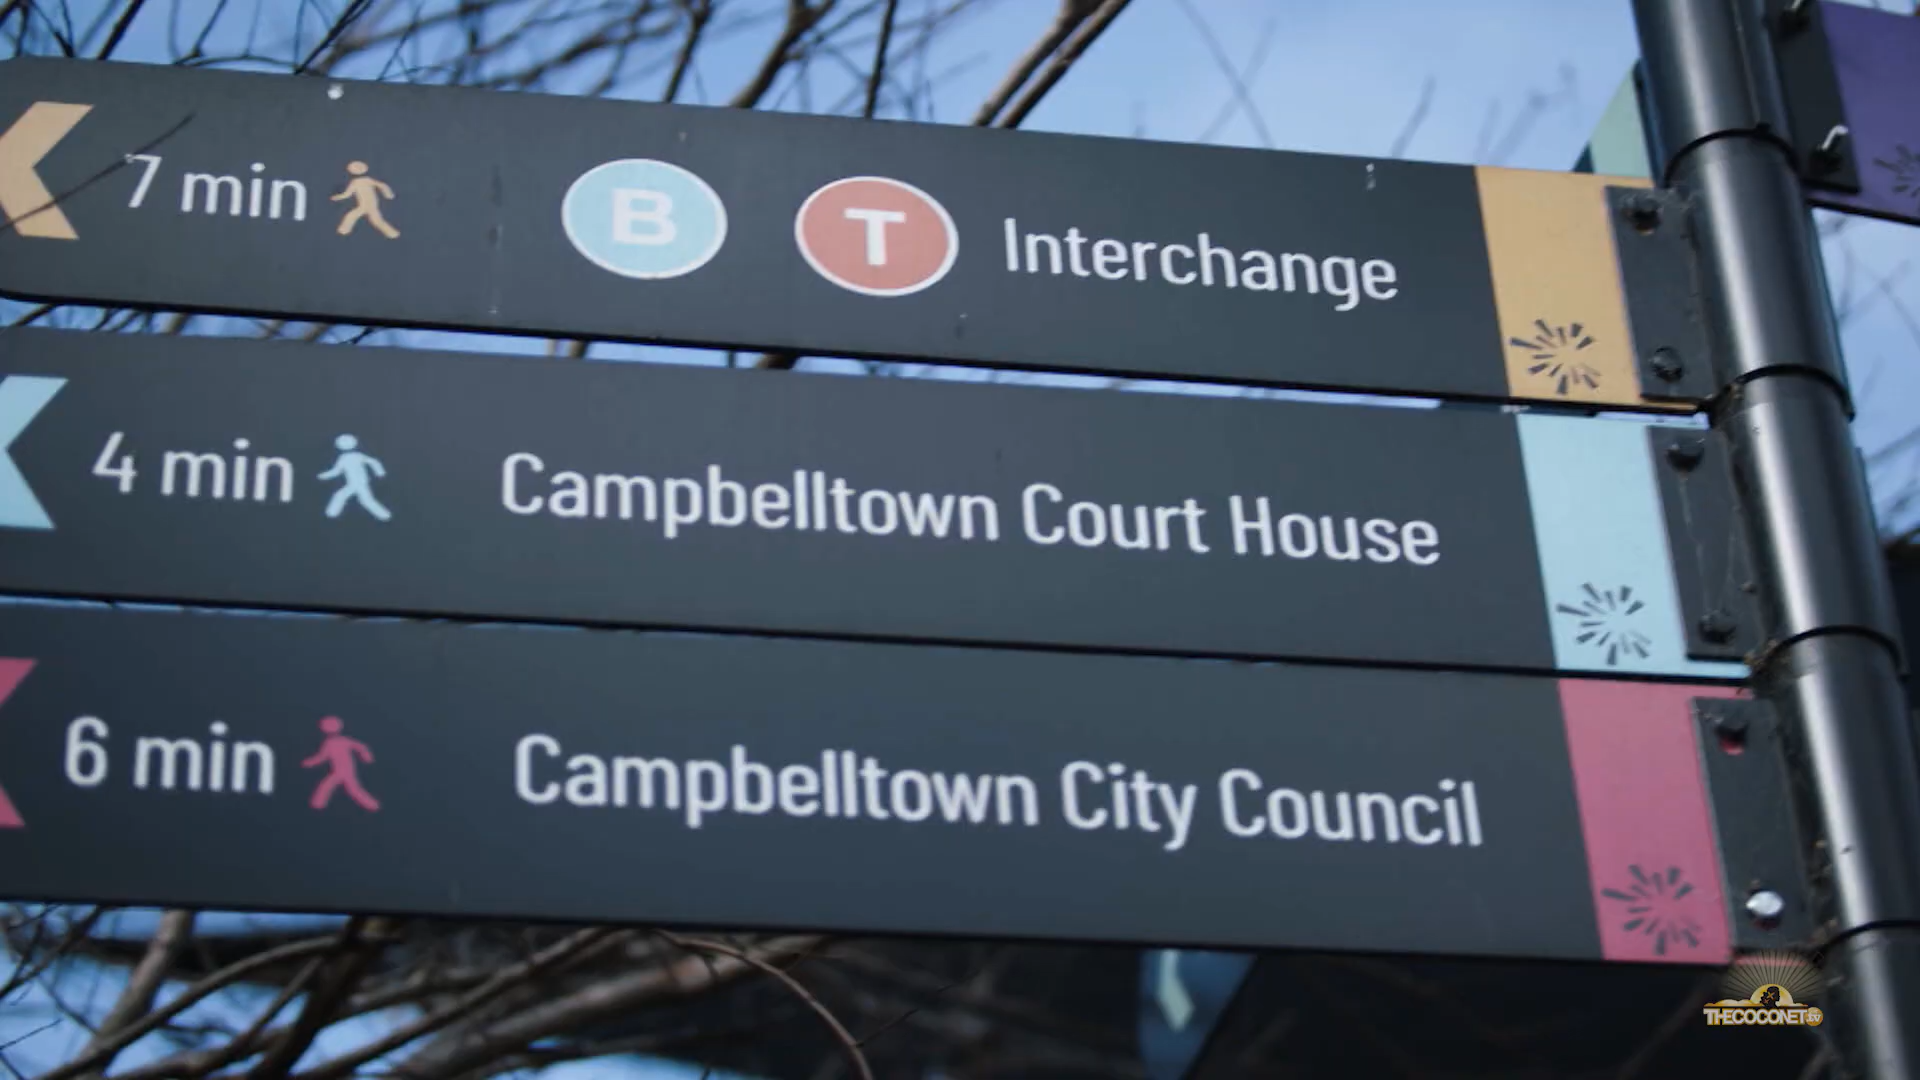 7 min B T Interchange
4 min Campbelltown Court House
6 min Campbelltown City Council
THECOCONET.tv